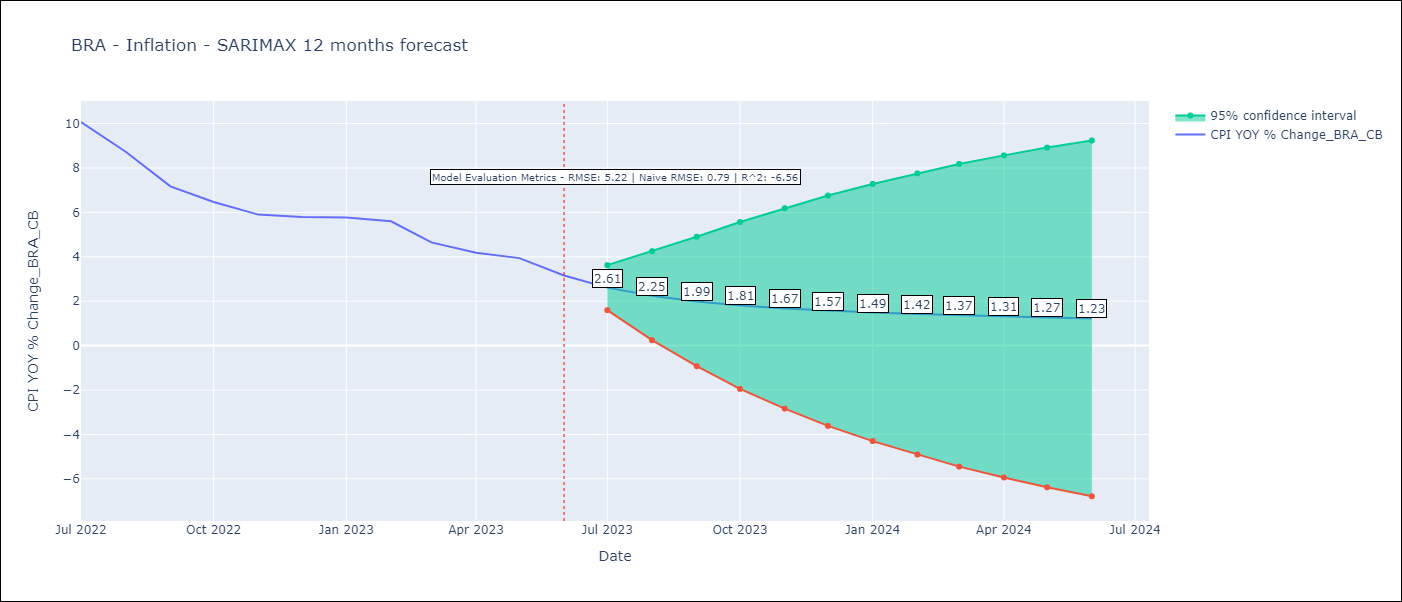 BRA - Inflation - SARIMAX 12 months forecast
95% confidence interval
CPI YOY % Change_BRA_CB
Model Evaluation Metrics - RMSE: 5.22 | Naive RMSE: 0.79 | R^2: -6.56
CPI YOY % Change_BRA_CB
10
8
6
4
2
0
−2
−4
−6
2.61
2.25
1.99
1.81
1.67
1.57
1.49
1.42
1.37
1.31
1.27
1.23
Jul 2022
Oct 2022
Jan 2023
Apr 2023
Jul 2023
Oct 2023
Jan 2024
Apr 2024
Jul 2024
Date